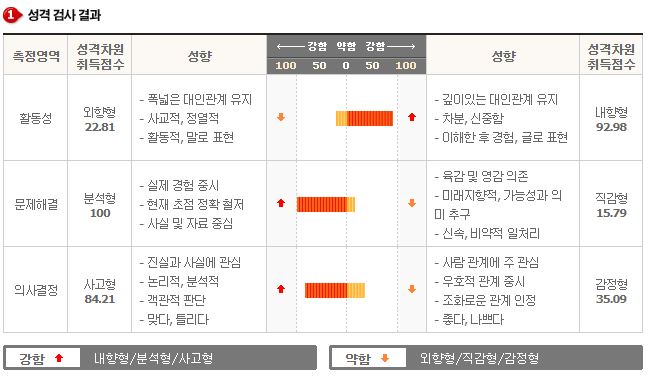 1 성격 검사 결과
측정영역 성격차원 취득점수 성향 ← 강함 약함 강함 → 성향 성격차원 취득점수
100 50 0 50 100
활동성
외향형
22.81
- 폭넓은 대인관계 유지
- 사교적, 정열적
- 활동적, 말로 표현
- 깊이있는 대인관계 유지
- 차분, 신중함
- 이해한 후 경험, 글로 표현
내향형
92.98
문제해결
분석형
100
- 실제 경험 중시
- 현재 초점 정확 철저
- 사실 및 자료 중심
- 육감 및 영감 의존
- 미래지향적, 가능성과 의
미 추구
- 신속, 비약적 일처리
직감형
15.79
의사결정
사고형
84.21
- 진실과 사실에 관심
- 논리적, 분석적
- 객관적 판단
- 맞다, 틀리다
- 사람 관계에 주 관심
- 우호적 관계 중시
- 조화로운 관계 인정
- 좋다, 나쁘다
감정형
35.09
강함 내향형/분석형/사고형
약함 외향형/직감형/감정형